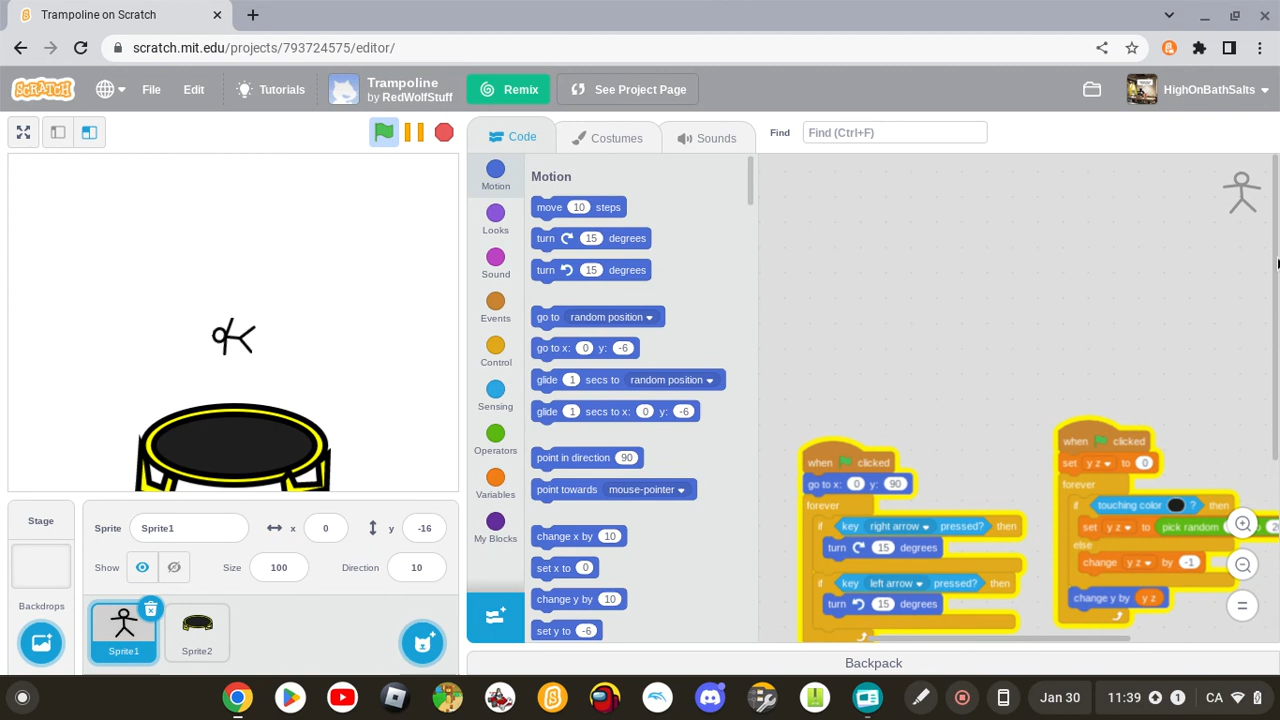 Trampoline on Scratch
scratch.mit.edu/projects/793724575/editor/
SCRATCH
File
Edit
Tutorials
Trampoline
by RedWolfStuff
Remix
See Project Page
HighOnBathSalts
Code
Costumes
Sounds
Find
Find (Ctrl+F)
Motion
Looks
Sound
Events
Control
Sensing
Operators
Variables
My Blocks
Motion
move 10 steps
turn 15 degrees
turn 15 degrees
go to random position
go to x: 0 y: -6
glide 1 secs to random position
glide 1 secs to x: 0 y: -6
point in direction 90
point towards mouse-pointer
change x by 10
set x to 0
change y by 10
set y to -6
when clicked
go to x: 0 y: 90
forever
if key right arrow pressed? then
turn 15 degrees
if key left arrow pressed? then
turn 15 degrees
when clicked
set y z to 0
forever
if touching color ? then
set y z to pick random
else
change y z by -1
change y by y z
Sprite
Sprite1
x
0
y
-16
Show
Size
100
Direction
10
Sprite1
Sprite2
Stage
Backdrops
Backpack
Jan 30
11:39
1
CA